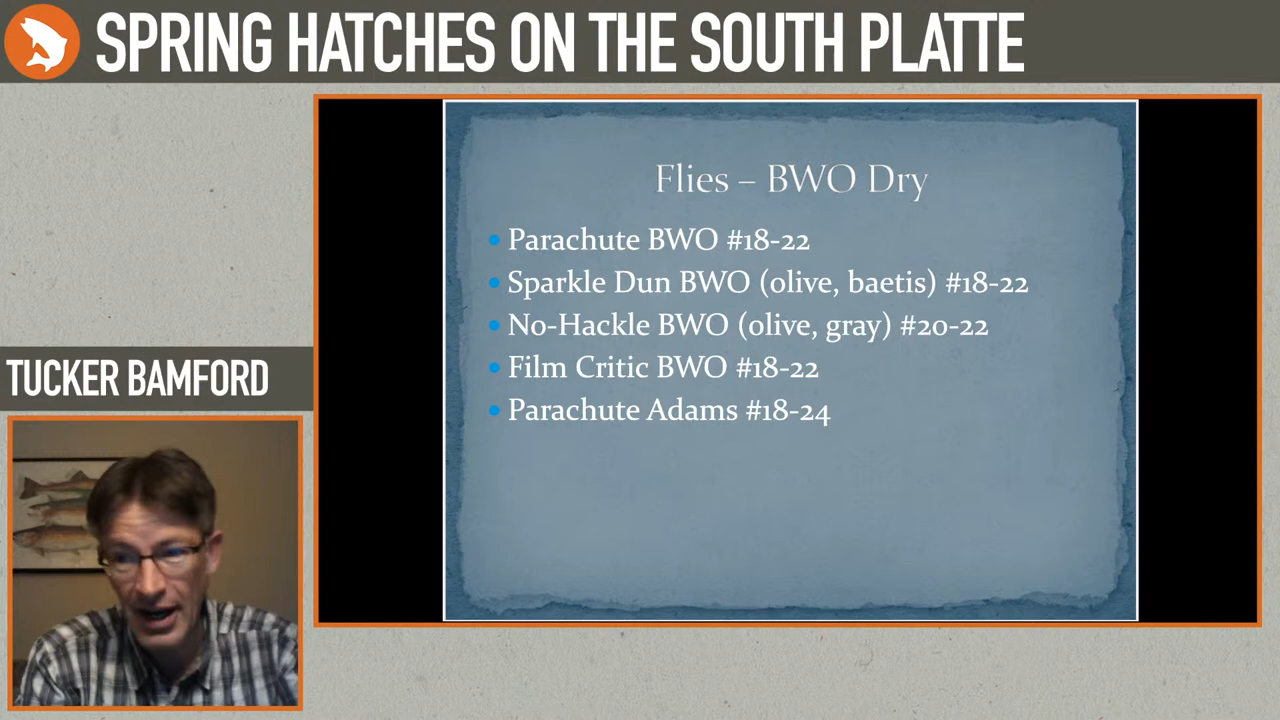 SPRING HATCHES ON THE SOUTH PLATTE
Flies – BWO Dry
• Parachute BWO #18-22
• Sparkle Dun BWO (olive, baetis) #18-22
• No-Hackle BWO (olive, gray) #20-22
• Film Critic BWO #18-22
• Parachute Adams #18-24
TUCKER BAMFORD